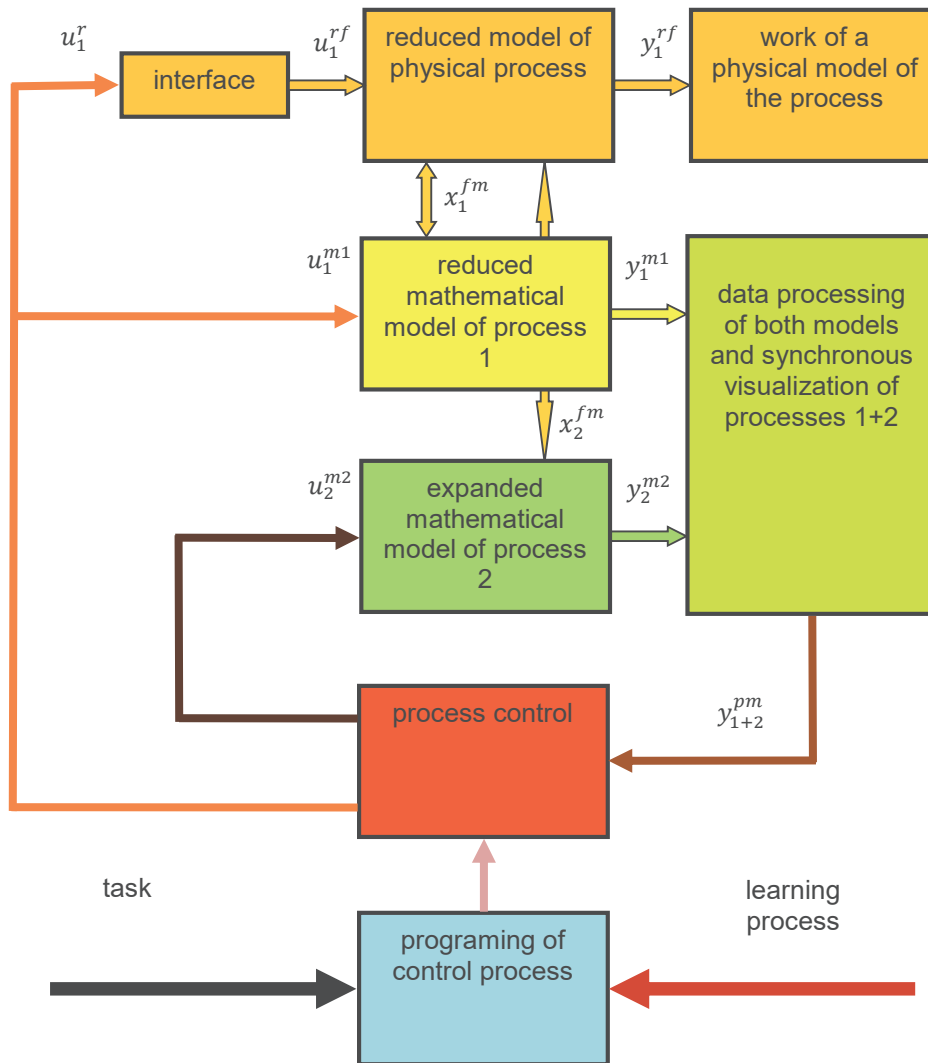 u_1^r
interface
u_1^{rf}
reduced model of
physical process
y_1^{rf}
work of a
physical model of
the process
x_1^{fm}
u_1^{m1}
reduced
mathematical
model of process
1
y_1^{m1}
data processing
of both models
and synchronous
visualization of
processes 1+2
x_2^{fm}
u_2^{m2}
expanded
mathematical
model of process
2
y_2^{m2}
process control
y_{1+2}^{pm}
task
learning
process
programing of
control process